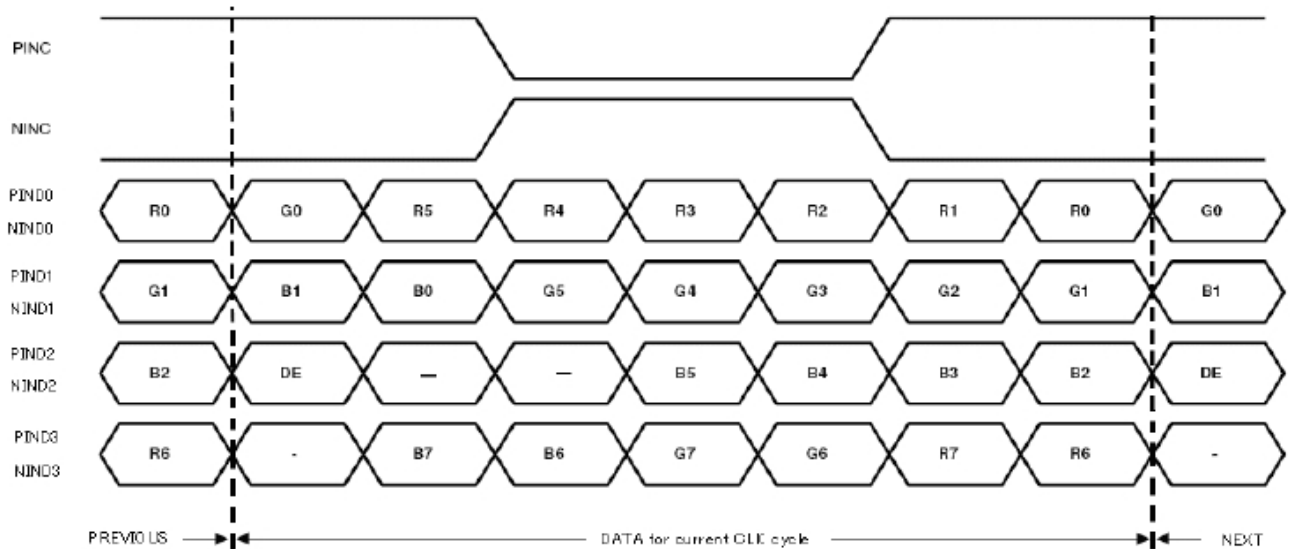 PINC
NINC
PIND0
NIND0
R0 G0 R5 R4 R3 R2 R1 R0 G0
PIND1
NIND1
G1 B1 B0 G5 G4 G3 G2 G1 B1
PIND2
NIND2
B2 DE — — B5 B4 B3 B2 DE
PIND3
NIND3
R6 - B7 B6 G7 G6 R7 R6 -
PREVIOUS DATA for current CLK cycle NEXT